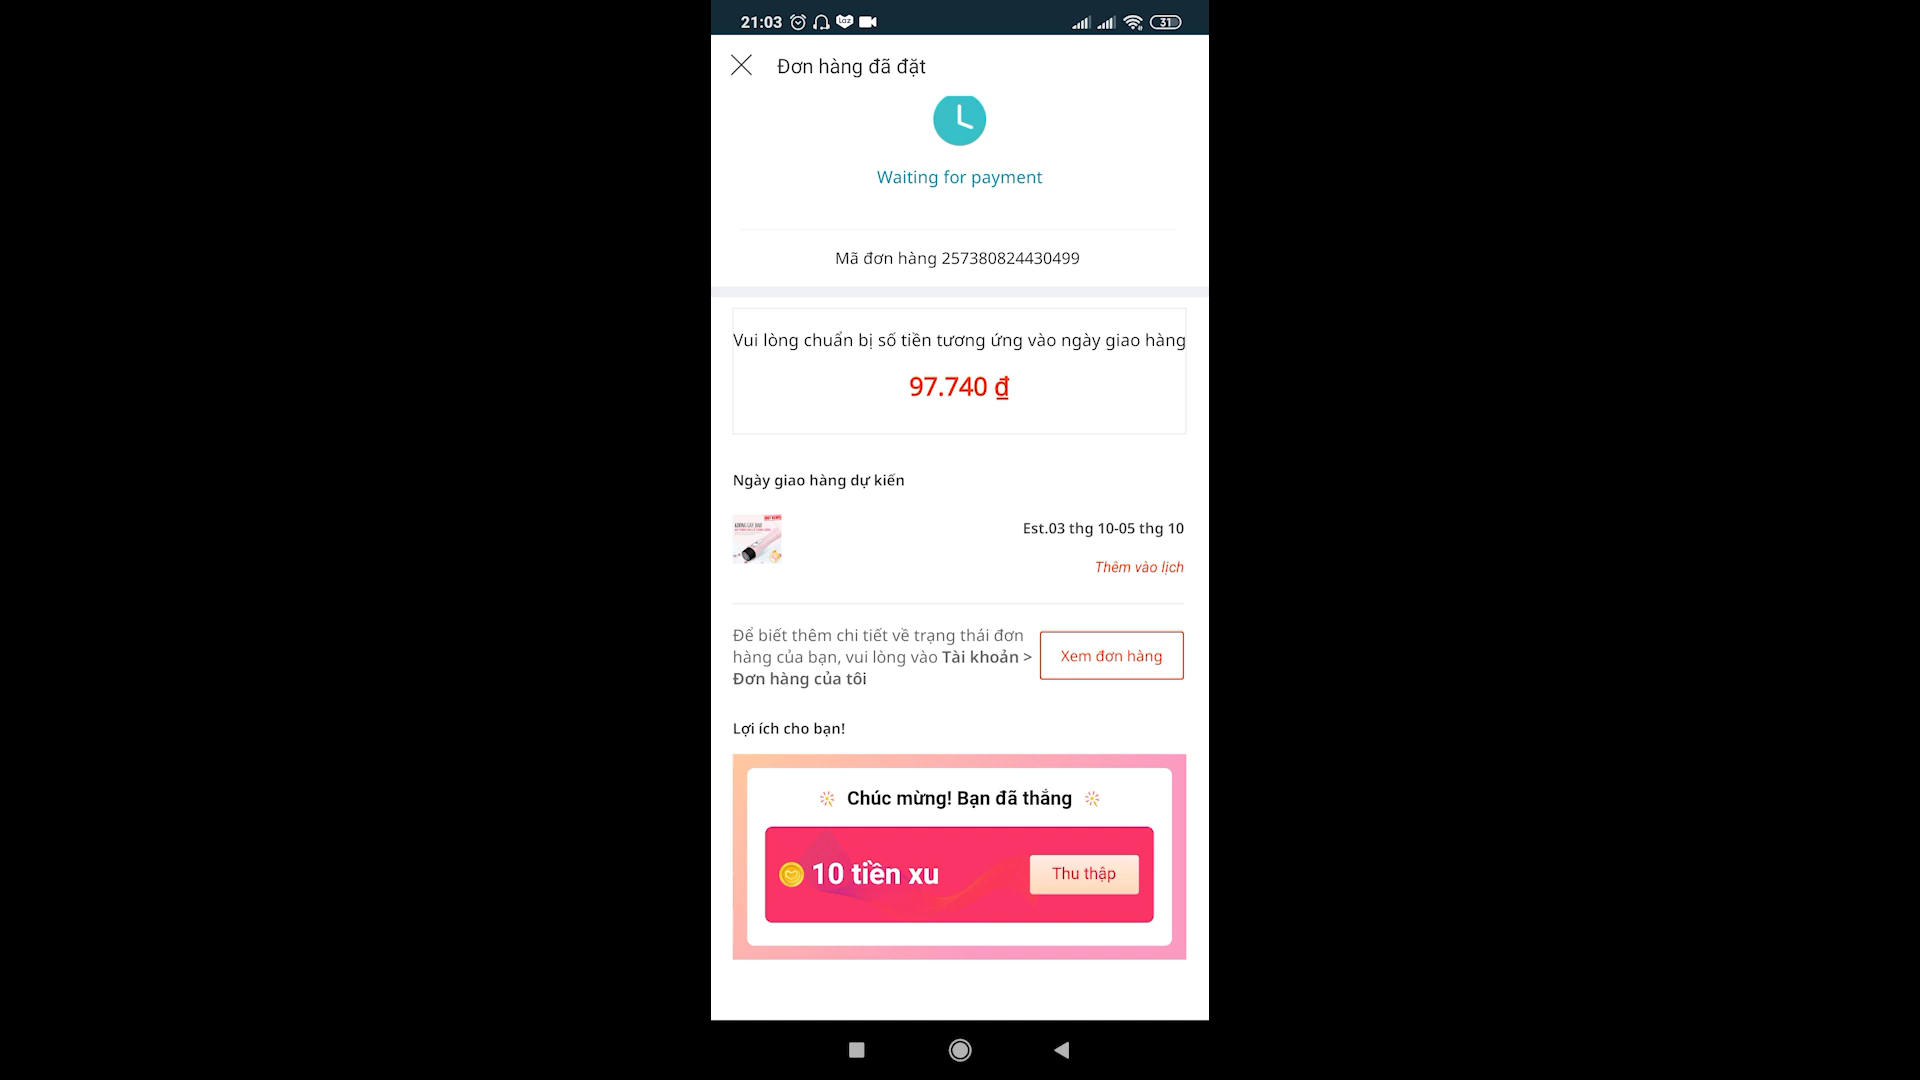 21:03
31
Đơn hàng đã đặt
Waiting for payment
Mã đơn hàng 257380824430499
Vui lòng chuẩn bị số tiền tương ứng vào ngày giao hàng
97.740 ₫
Ngày giao hàng dự kiến
Est.03 thg 10-05 thg 10
Thêm vào lịch
Để biết thêm chi tiết về trạng thái đơn
hàng của bạn, vui lòng vào Tài khoản >
Đơn hàng của tôi
Xem đơn hàng
Lợi ích cho bạn!
Chúc mừng! Bạn đã thắng
10 tiền xu
Thu thập